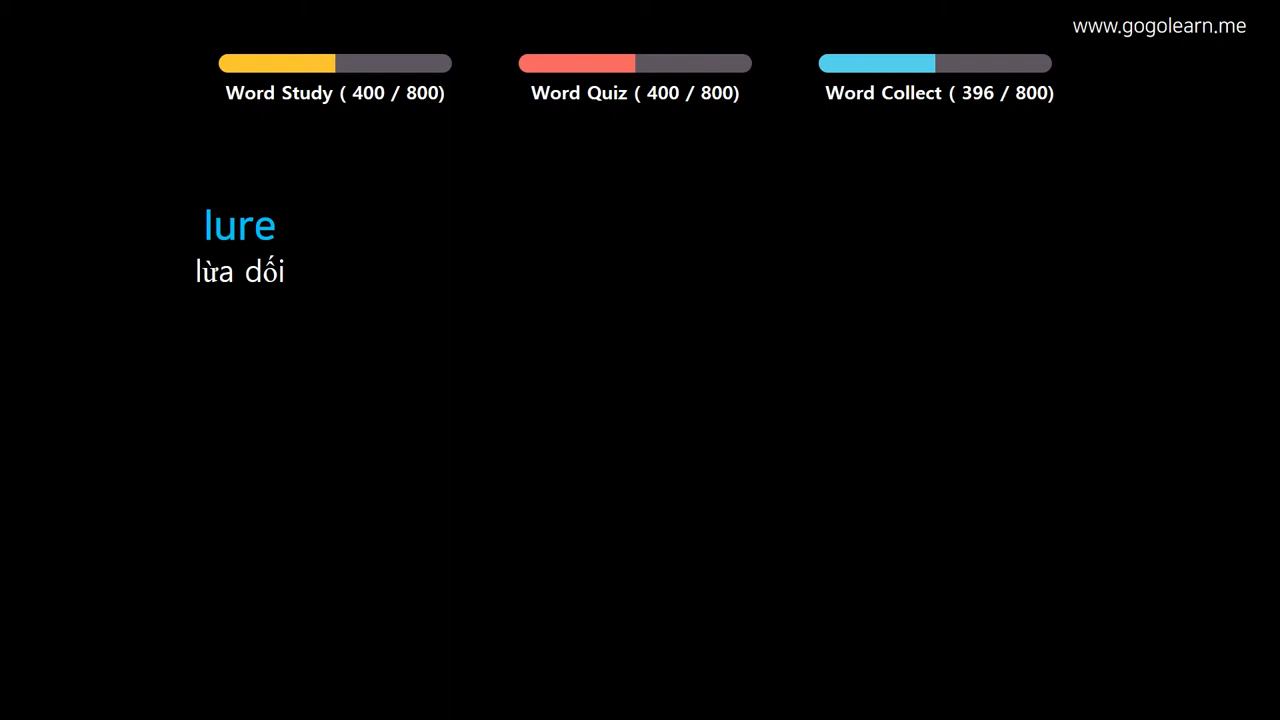 www.gogolearn.me
Word Study ( 400 / 800)
Word Quiz ( 400 / 800)
Word Collect ( 396 / 800)
lure
lừa dối